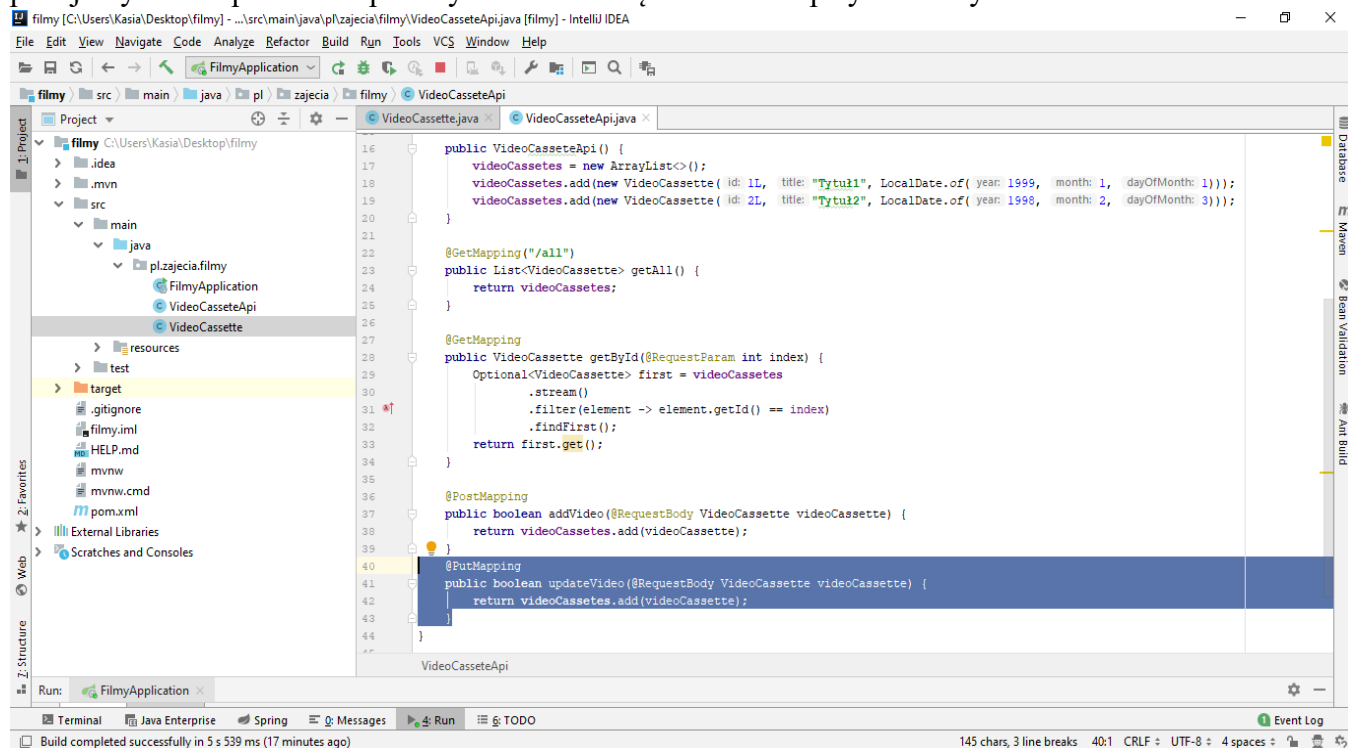 filmy [C:\Users\Kasia\Desktop\filmy] - ...\src\main\java\pl\zajecia\filmy\VideoCasseteApi.java [filmy] - IntelliJ IDEA
File Edit View Navigate Code Analyze Refactor Build Run Tools VCS Window Help
FilmyApplication
filmy src main java pl zajecia filmy VideoCasseteApi
Project
VideoCassette.java
VideoCasseteApi.java
1: Project
filmy C:\Users\Kasia\Desktop\filmy
.idea
.mvn
src
main
java
pl.zajecia.filmy
FilmyApplication
VideoCasseteApi
VideoCassette
resources
test
target
.gitignore
filmy.iml
HELP.md
mvnw
mvnw.cmd
pom.xml
External Libraries
Scratches and Consoles
2: Favorites
Web
7: Structure
16 public VideoCasseteApi() {
17 videoCassetes = new ArrayList<>();
18 videoCassetes.add(new VideoCassette( id: 1L, title: "Tytuł1", LocalDate.of( year: 1999, month: 1, dayOfMonth: 1)));
19 videoCassetes.add(new VideoCassette( id: 2L, title: "Tytuł2", LocalDate.of( year: 1998, month: 2, dayOfMonth: 3)));
20 }
21
22 @GetMapping("/all")
23 public List<VideoCassette> getAll() {
24 return videoCassetes;
25 }
26
27 @GetMapping
28 public VideoCassette getById(@RequestParam int index) {
29 Optional<VideoCassette> first = videoCassetes
30 .stream()
31 .filter(element -> element.getId() == index)
32 .findFirst();
33 return first.get();
34 }
35
36 @PostMapping
37 public boolean addVideo(@RequestBody VideoCassette videoCassette) {
38 return videoCassetes.add(videoCassette);
39 }
40 @PutMapping
41 public boolean updateVideo(@RequestBody VideoCassette videoCassette) {
42 return videoCassetes.add(videoCassette);
43 }
44 }
VideoCasseteApi
Database
Maven
Bean Validation
Ant Build
Run: FilmyApplication
Terminal Java Enterprise Spring 0: Messages 4: Run 6: TODO 1 Event Log
Build completed successfully in 5 s 539 ms (17 minutes ago) 145 chars, 3 line breaks 40:1 CRLF UTF-8 4 spaces